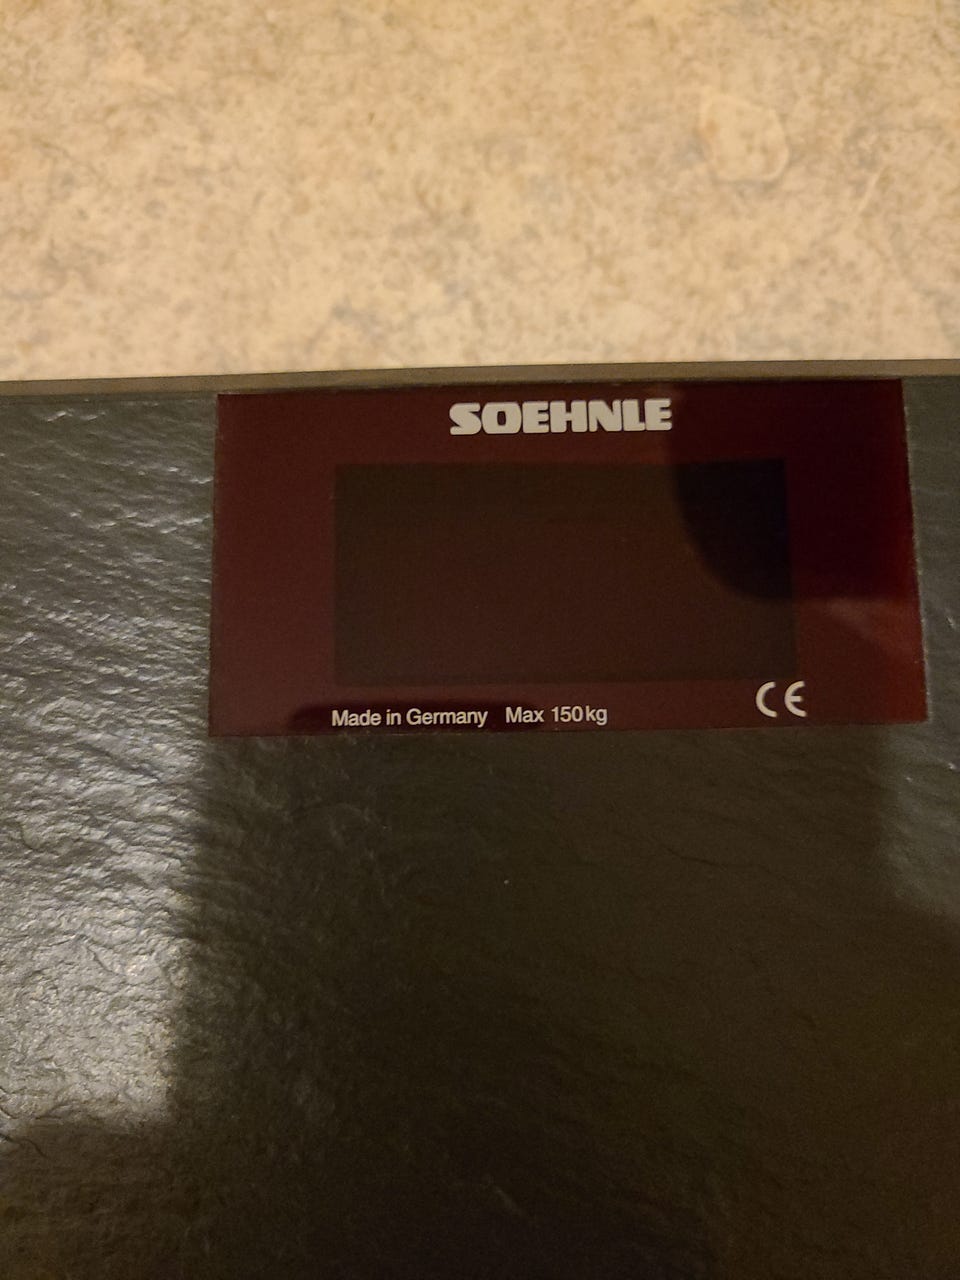 SOEHNLE
Made in Germany Max 150kg CE